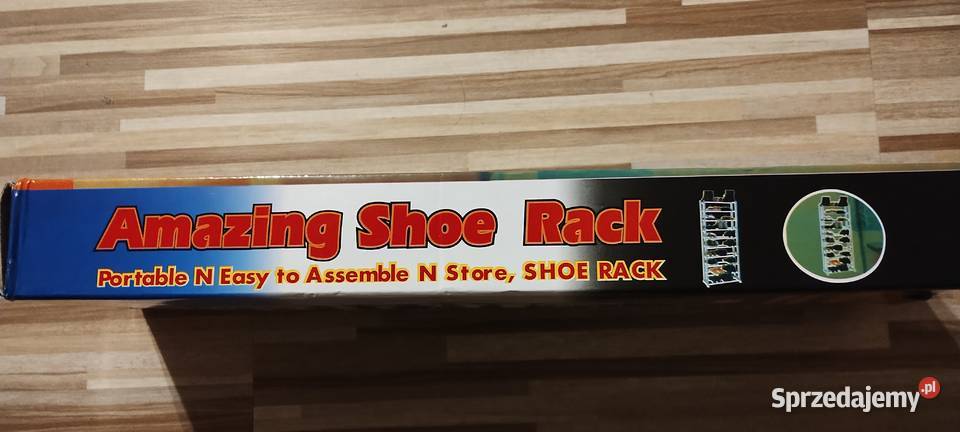 Amazing Shoe Rack
Portable N Easy to Assemble N Store, SHOE RACK
Sprzedajemy.pl